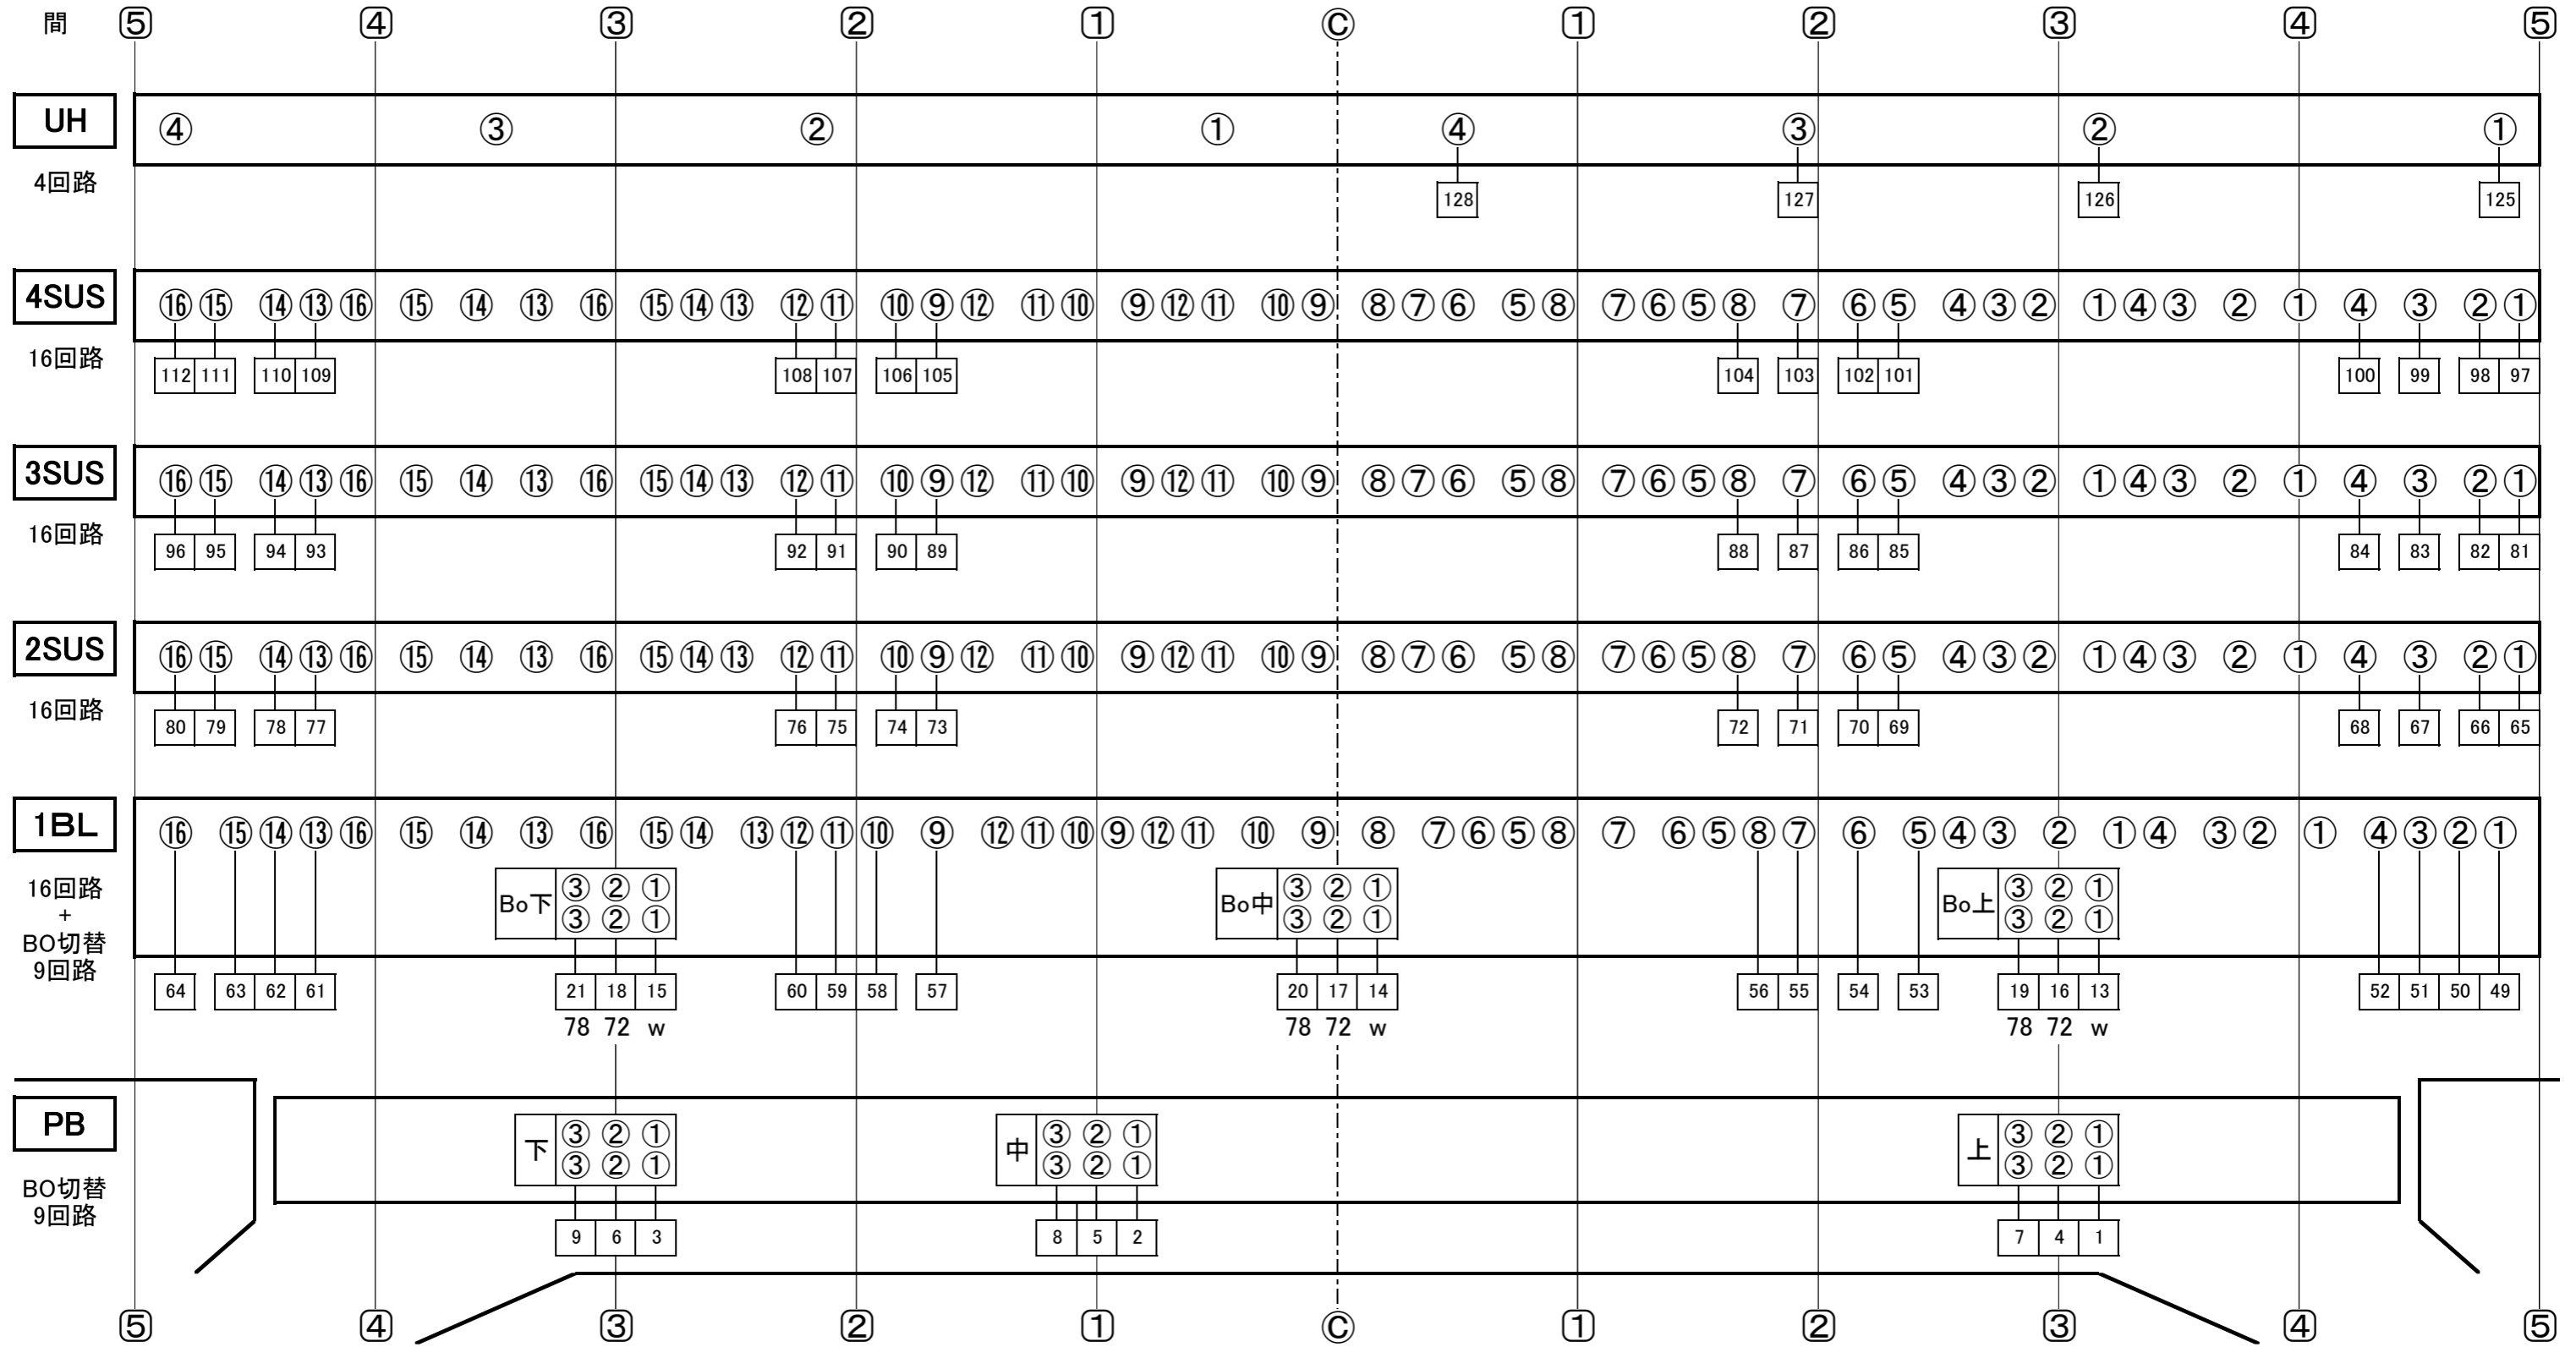 間 5 4 3 2 1 Ⓒ 1 2 3 4 5
UH ④ ③ ② ① ④ ③ ② ①
4回路 128 127 126 125
4SUS ⑯ ⑮ ⑭ ⑬ ⑯ ⑮ ⑭ ⑬ ⑯ ⑮ ⑭ ⑬ ⑫ ⑪ ⑩ ⑨ ⑫ ⑪ ⑩ ⑨ ⑫ ⑪ ⑩ ⑨ ⑧ ⑦ ⑥ ⑤ ⑧ ⑦ ⑥ ⑤ ⑧ ⑦ ⑥ ⑤ ④ ③ ② ① ④ ③ ② ① ④ ③ ② ①
16回路 112 111 110 109 108 107 106 105 104 103 102 101 100 99 98 97
3SUS ⑯ ⑮ ⑭ ⑬ ⑯ ⑮ ⑭ ⑬ ⑯ ⑮ ⑭ ⑬ ⑫ ⑪ ⑩ ⑨ ⑫ ⑪ ⑩ ⑨ ⑫ ⑪ ⑩ ⑨ ⑧ ⑦ ⑥ ⑤ ⑧ ⑦ ⑥ ⑤ ⑧ ⑦ ⑥ ⑤ ④ ③ ② ① ④ ③ ② ① ④ ③ ② ①
16回路 96 95 94 93 92 91 90 89 88 87 86 85 84 83 82 81
2SUS ⑯ ⑮ ⑭ ⑬ ⑯ ⑮ ⑭ ⑬ ⑯ ⑮ ⑭ ⑬ ⑫ ⑪ ⑩ ⑨ ⑫ ⑪ ⑩ ⑨ ⑫ ⑪ ⑩ ⑨ ⑧ ⑦ ⑥ ⑤ ⑧ ⑦ ⑥ ⑤ ⑧ ⑦ ⑥ ⑤ ④ ③ ② ① ④ ③ ② ① ④ ③ ② ①
16回路 80 79 78 77 76 75 74 73 72 71 70 69 68 67 66 65
1BL ⑯ ⑮ ⑭ ⑬ ⑯ ⑮ ⑭ ⑬ ⑯ ⑮ ⑭ ⑬ ⑫ ⑪ ⑩ ⑨ ⑫ ⑪ ⑩ ⑨ ⑫ ⑪ ⑩ ⑨ ⑧ ⑦ ⑥ ⑤ ⑧ ⑦ ⑥ ⑤ ⑧ ⑦ ⑥ ⑤ ④ ③ ② ① ④ ③ ② ① ④ ③ ② ①
16回路
+
BO切替
9回路
Bo下 ③ ② ① Bo中 ③ ② ① Bo上 ③ ② ①
③ ② ① ③ ② ① ③ ② ①
64 63 62 61 21 18 15 60 59 58 57 20 17 14 56 55 54 53 19 16 13 52 51 50 49
78 72 w 78 72 w 78 72 w
PB
BO切替
9回路
下 ③ ② ① 中 ③ ② ① 上 ③ ② ①
③ ② ① ③ ② ① ③ ② ①
9 6 3 8 5 2 7 4 1
5 4 3 2 1 Ⓒ 1 2 3 4 5